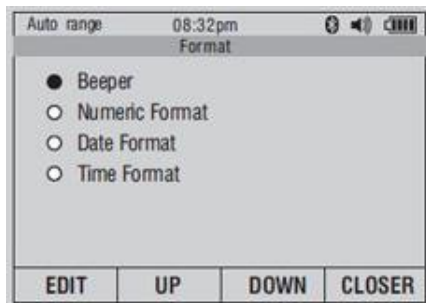 Auto range 08:32pm
Format
Beeper
Numeric Format
Date Format
Time Format
EDIT UP DOWN CLOSER